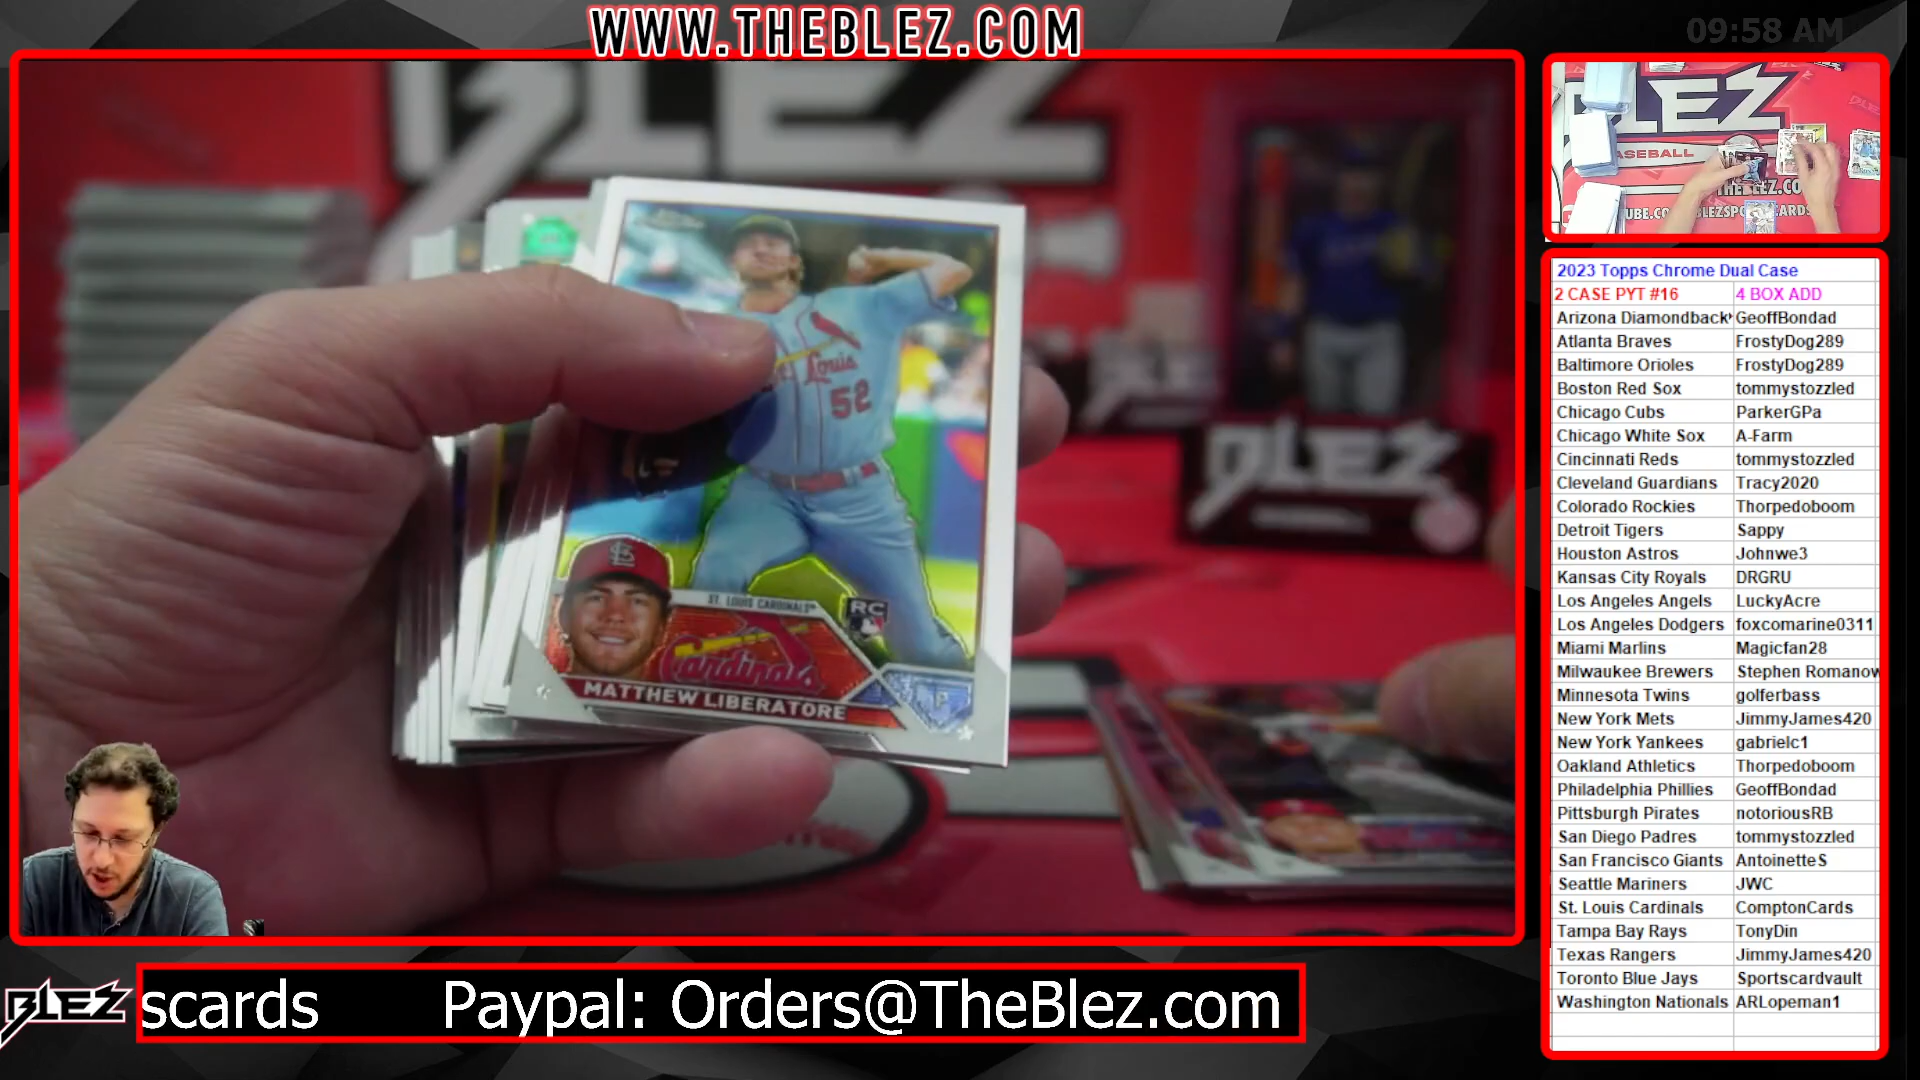 WWW.THEBLEZ.COM
09:58 AM
BLEZ
St. Louis
52
BLEZ
ST. LOUIS CARDINALS
RC
Cardinals
MATTHEW LIBERATORE
P
BLEZ
BASEBALL
2023 Topps Chrome Dual Case
2 CASE PYT #16 4 BOX ADD
Arizona Diamondback GeoffBondad
Atlanta Braves FrostyDog289
Baltimore Orioles FrostyDog289
Boston Red Sox tommystozzled
Chicago Cubs ParkerGPa
Chicago White Sox A-Farm
Cincinnati Reds tommystozzled
Cleveland Guardians Tracy2020
Colorado Rockies Thorpedoboom
Detroit Tigers Sappy
Houston Astros Johnwe3
Kansas City Royals DRGRU
Los Angeles Angels LuckyAcre
Los Angeles Dodgers foxcomarine0311
Miami Marlins Magicfan28
Milwaukee Brewers Stephen Romanow
Minnesota Twins golferbass
New York Mets JimmyJames420
New York Yankees gabrielc1
Oakland Athletics Thorpedoboom
Philadelphia Phillies GeoffBondad
Pittsburgh Pirates notoriousRB
San Diego Padres tommystozzled
San Francisco Giants AntoinetteS
Seattle Mariners JWC
St. Louis Cardinals ComptonCards
Tampa Bay Rays TonyDin
Texas Rangers JimmyJames420
Toronto Blue Jays Sportscardvault
Washington Nationals ARLopeman1
BLEZ
scards Paypal: Orders@TheBlez.com